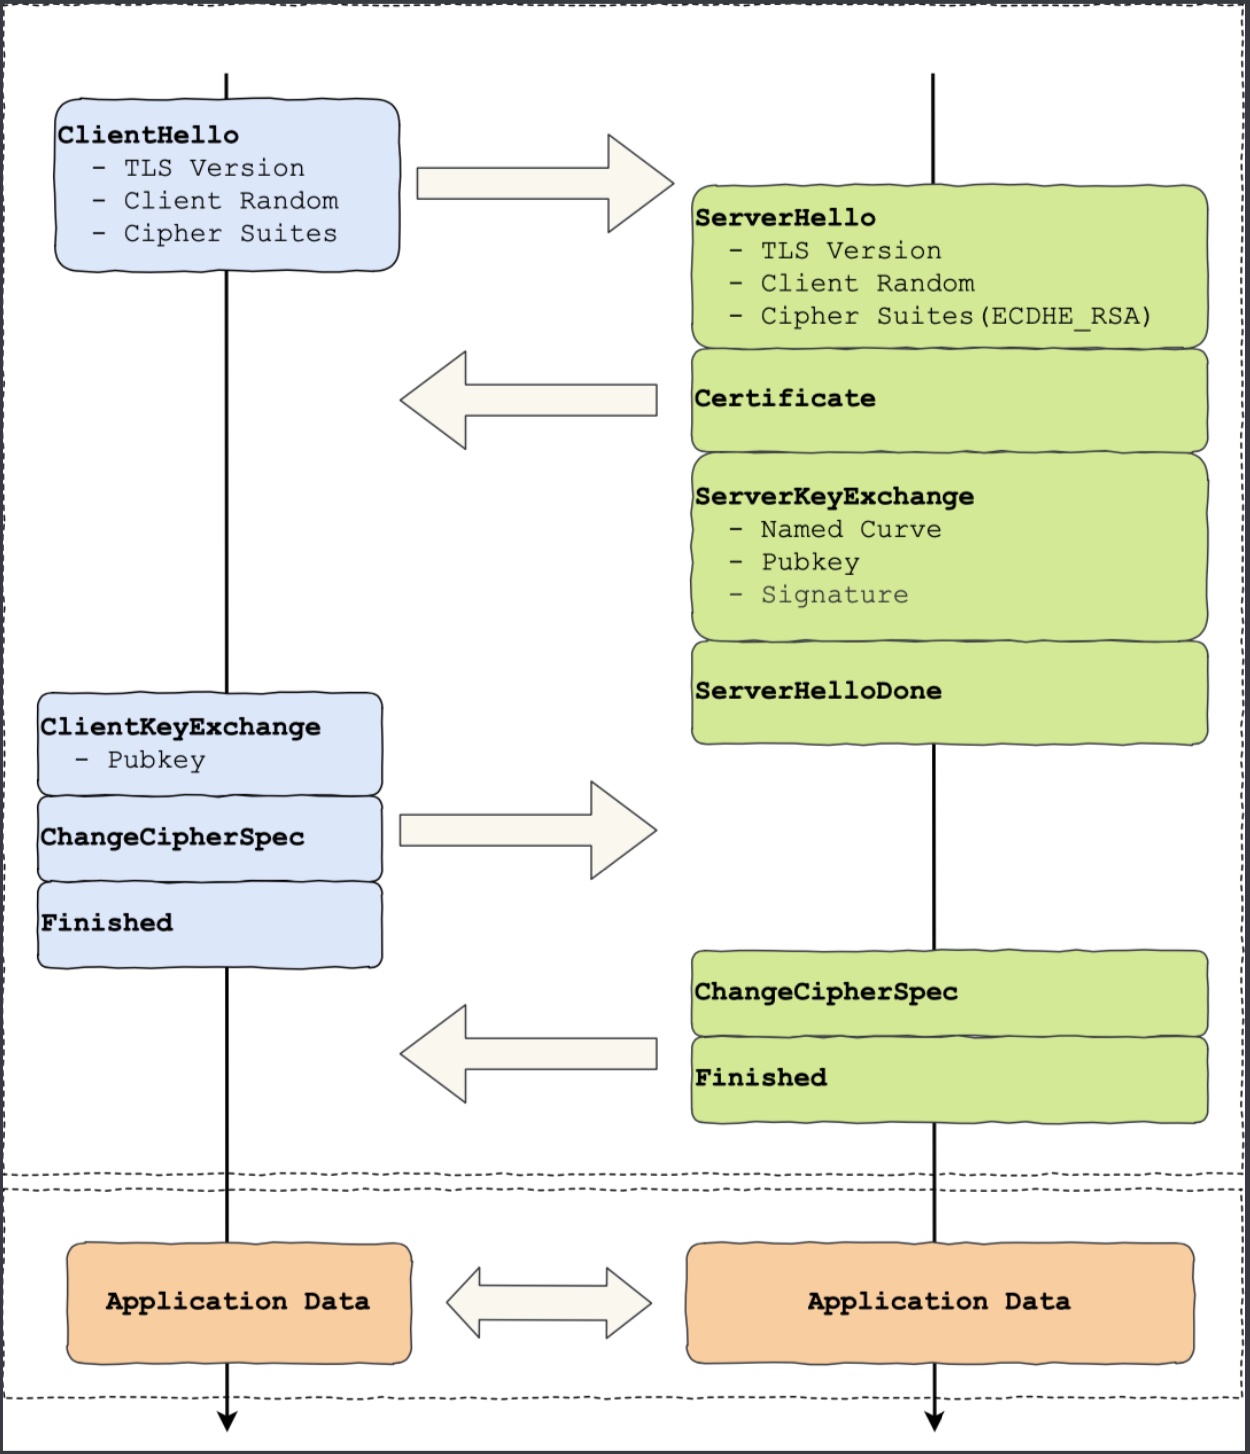 ClientHello
- TLS Version
- Client Random
- Cipher Suites
ServerHello
- TLS Version
- Client Random
- Cipher Suites(ECDHE_RSA)
Certificate
ServerKeyExchange
- Named Curve
- Pubkey
- Signature
ServerHelloDone
ClientKeyExchange
- Pubkey
ChangeCipherSpec
Finished
ChangeCipherSpec
Finished
Application Data
Application Data